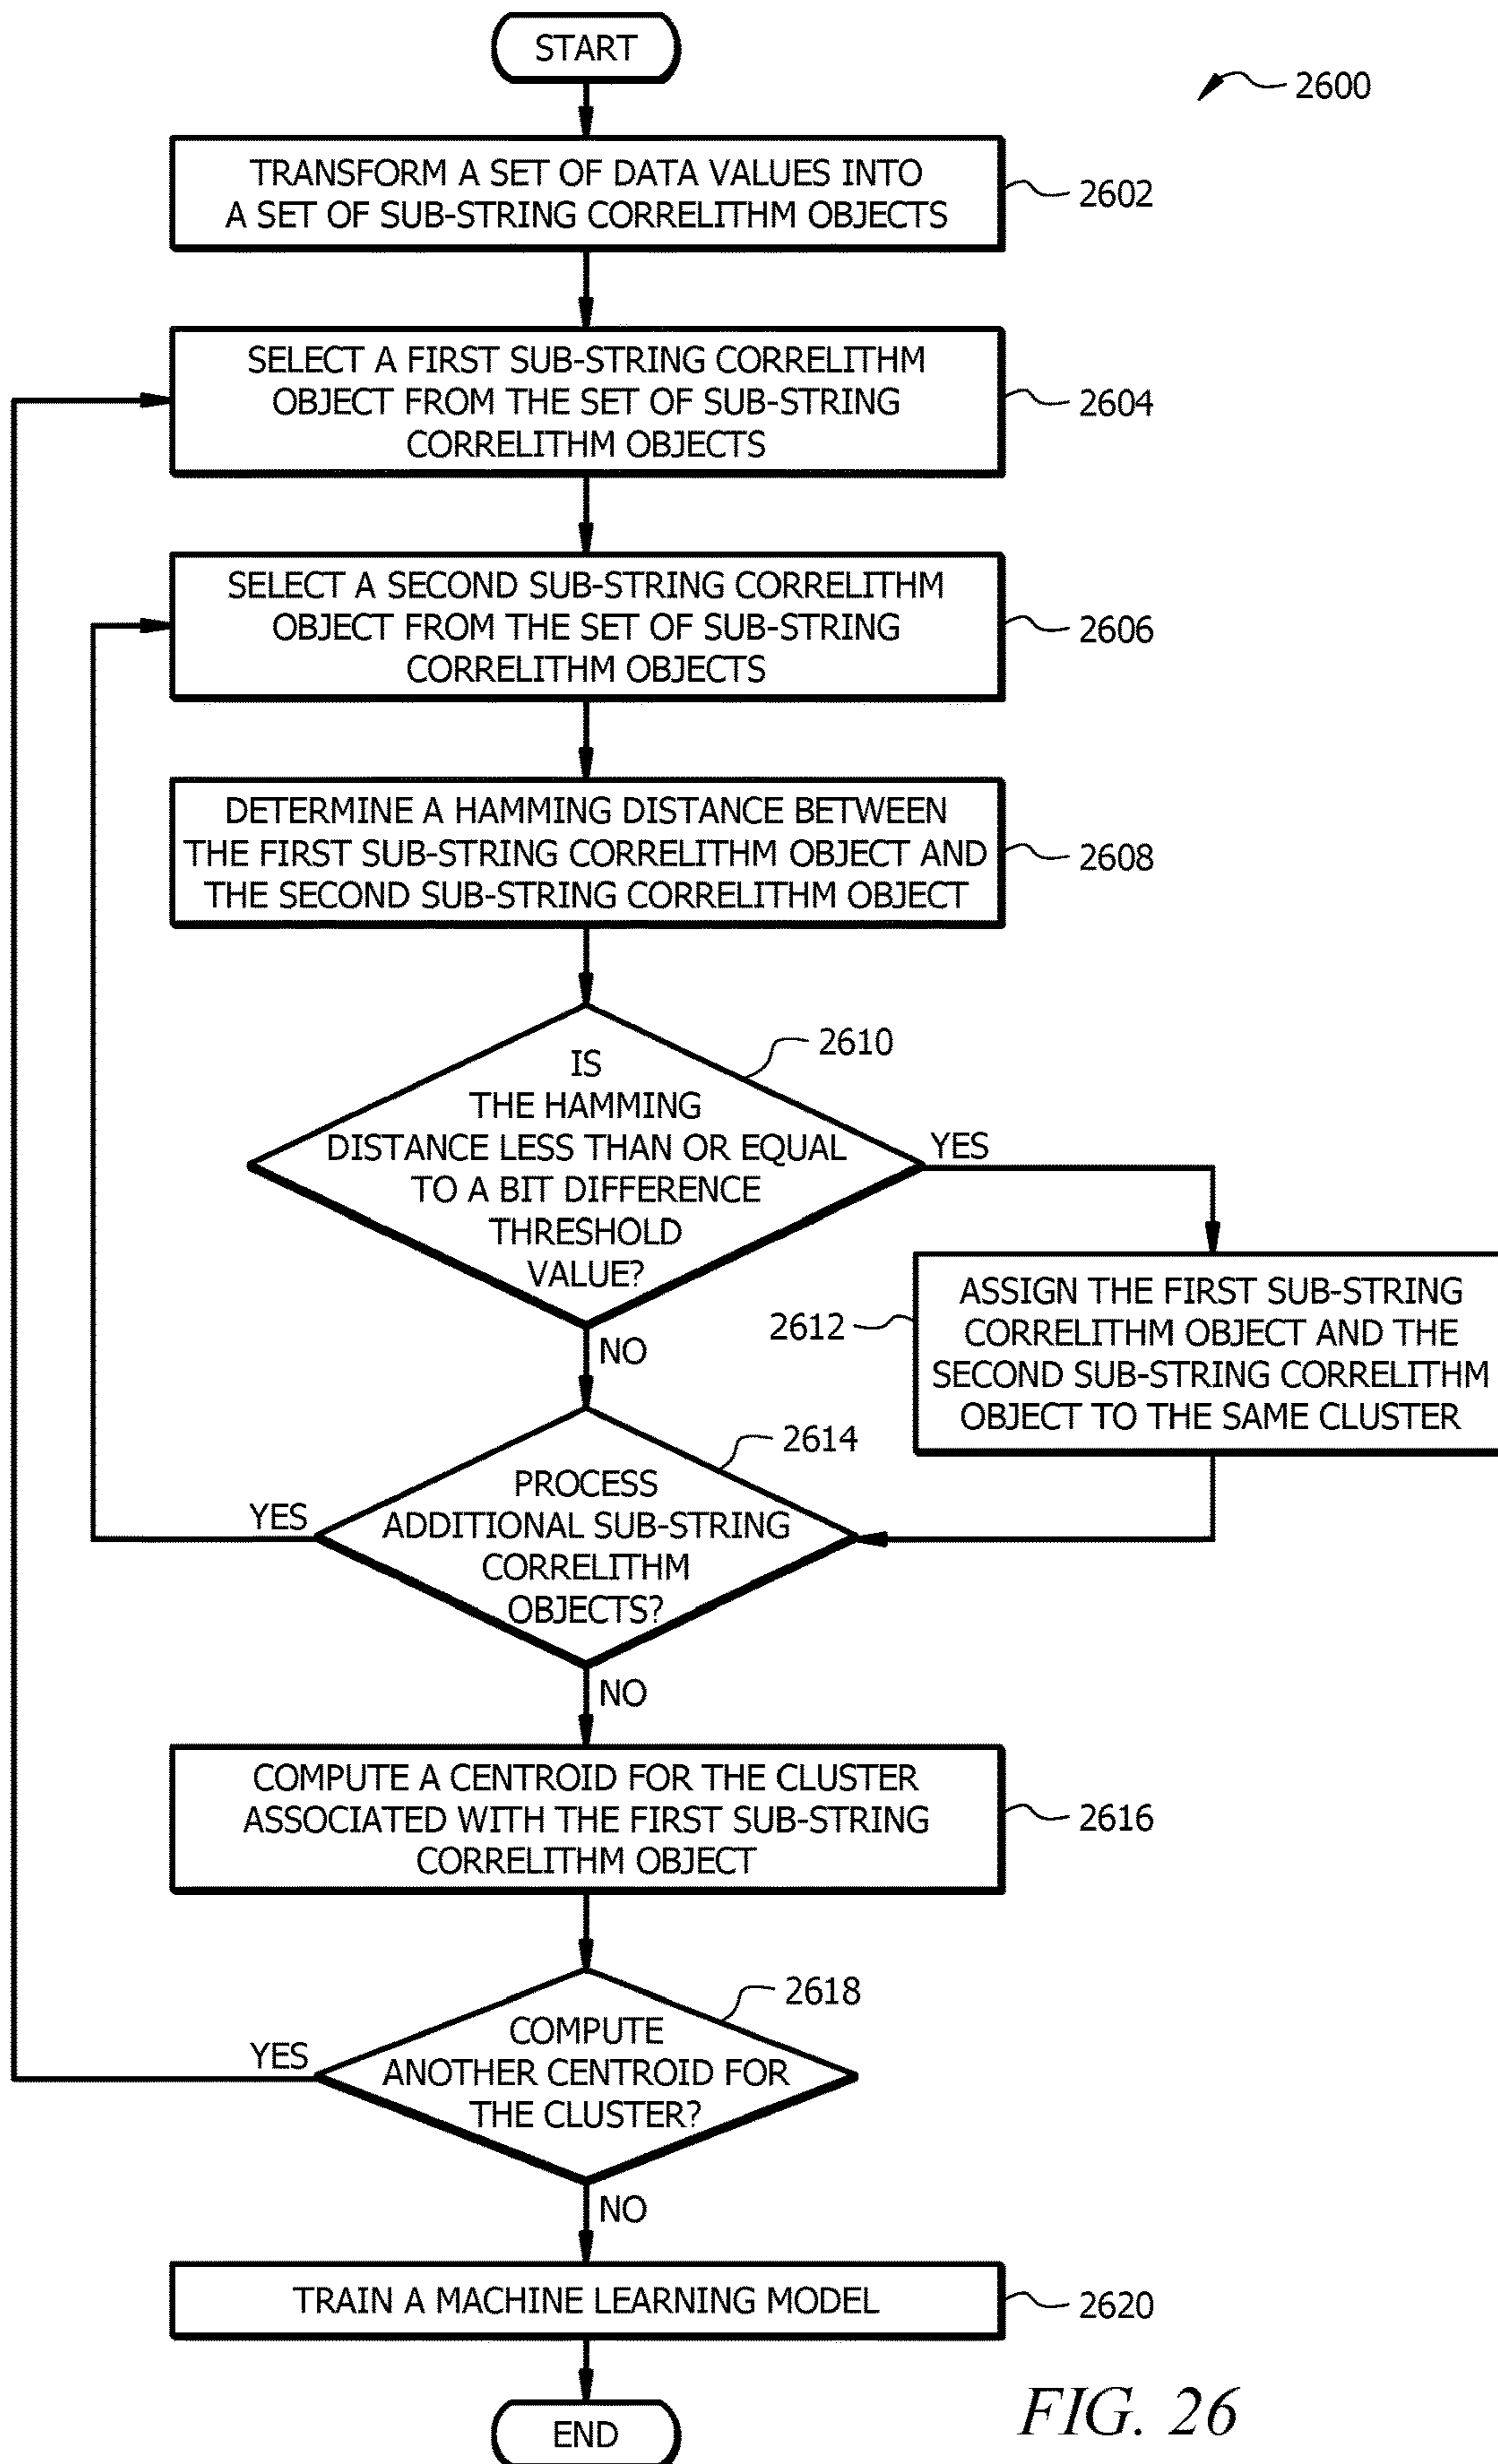 START
2600
TRANSFORM A SET OF DATA VALUES INTO
A SET OF SUB-STRING CORRELITHM OBJECTS
2602
SELECT A FIRST SUB-STRING CORRELITHM
OBJECT FROM THE SET OF SUB-STRING
CORRELITHM OBJECTS
2604
SELECT A SECOND SUB-STRING CORRELITHM
OBJECT FROM THE SET OF SUB-STRING
CORRELITHM OBJECTS
2606
DETERMINE A HAMMING DISTANCE BETWEEN
THE FIRST SUB-STRING CORRELITHM OBJECT AND
THE SECOND SUB-STRING CORRELITHM OBJECT
2608
2610
IS
THE HAMMING
DISTANCE LESS THAN OR EQUAL
TO A BIT DIFFERENCE
THRESHOLD
VALUE?
YES
NO
2612
ASSIGN THE FIRST SUB-STRING
CORRELITHM OBJECT AND THE
SECOND SUB-STRING CORRELITHM
OBJECT TO THE SAME CLUSTER
2614
PROCESS
ADDITIONAL SUB-STRING
CORRELITHM
OBJECTS?
YES
NO
COMPUTE A CENTROID FOR THE CLUSTER
ASSOCIATED WITH THE FIRST SUB-STRING
CORRELITHM OBJECT
2616
2618
COMPUTE
ANOTHER CENTROID FOR
THE CLUSTER?
YES
NO
TRAIN A MACHINE LEARNING MODEL
2620
END
FIG. 26